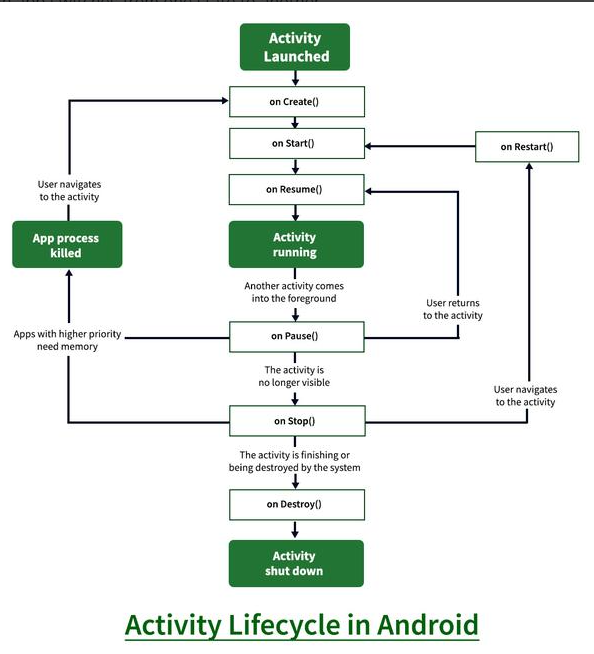 Activity
Launched
on Create()
on Start()
on Restart()
on Resume()
User navigates
to the activity
App process
killed
Activity
running
Another activity comes
into the foreground
User returns
to the activity
Apps with higher priority
need memory
on Pause()
The activity is
no longer visible
User navigates
to the activity
on Stop()
The activity is finishing or
being destroyed by the system
on Destroy()
Activity
shut down
Activity Lifecycle in Android